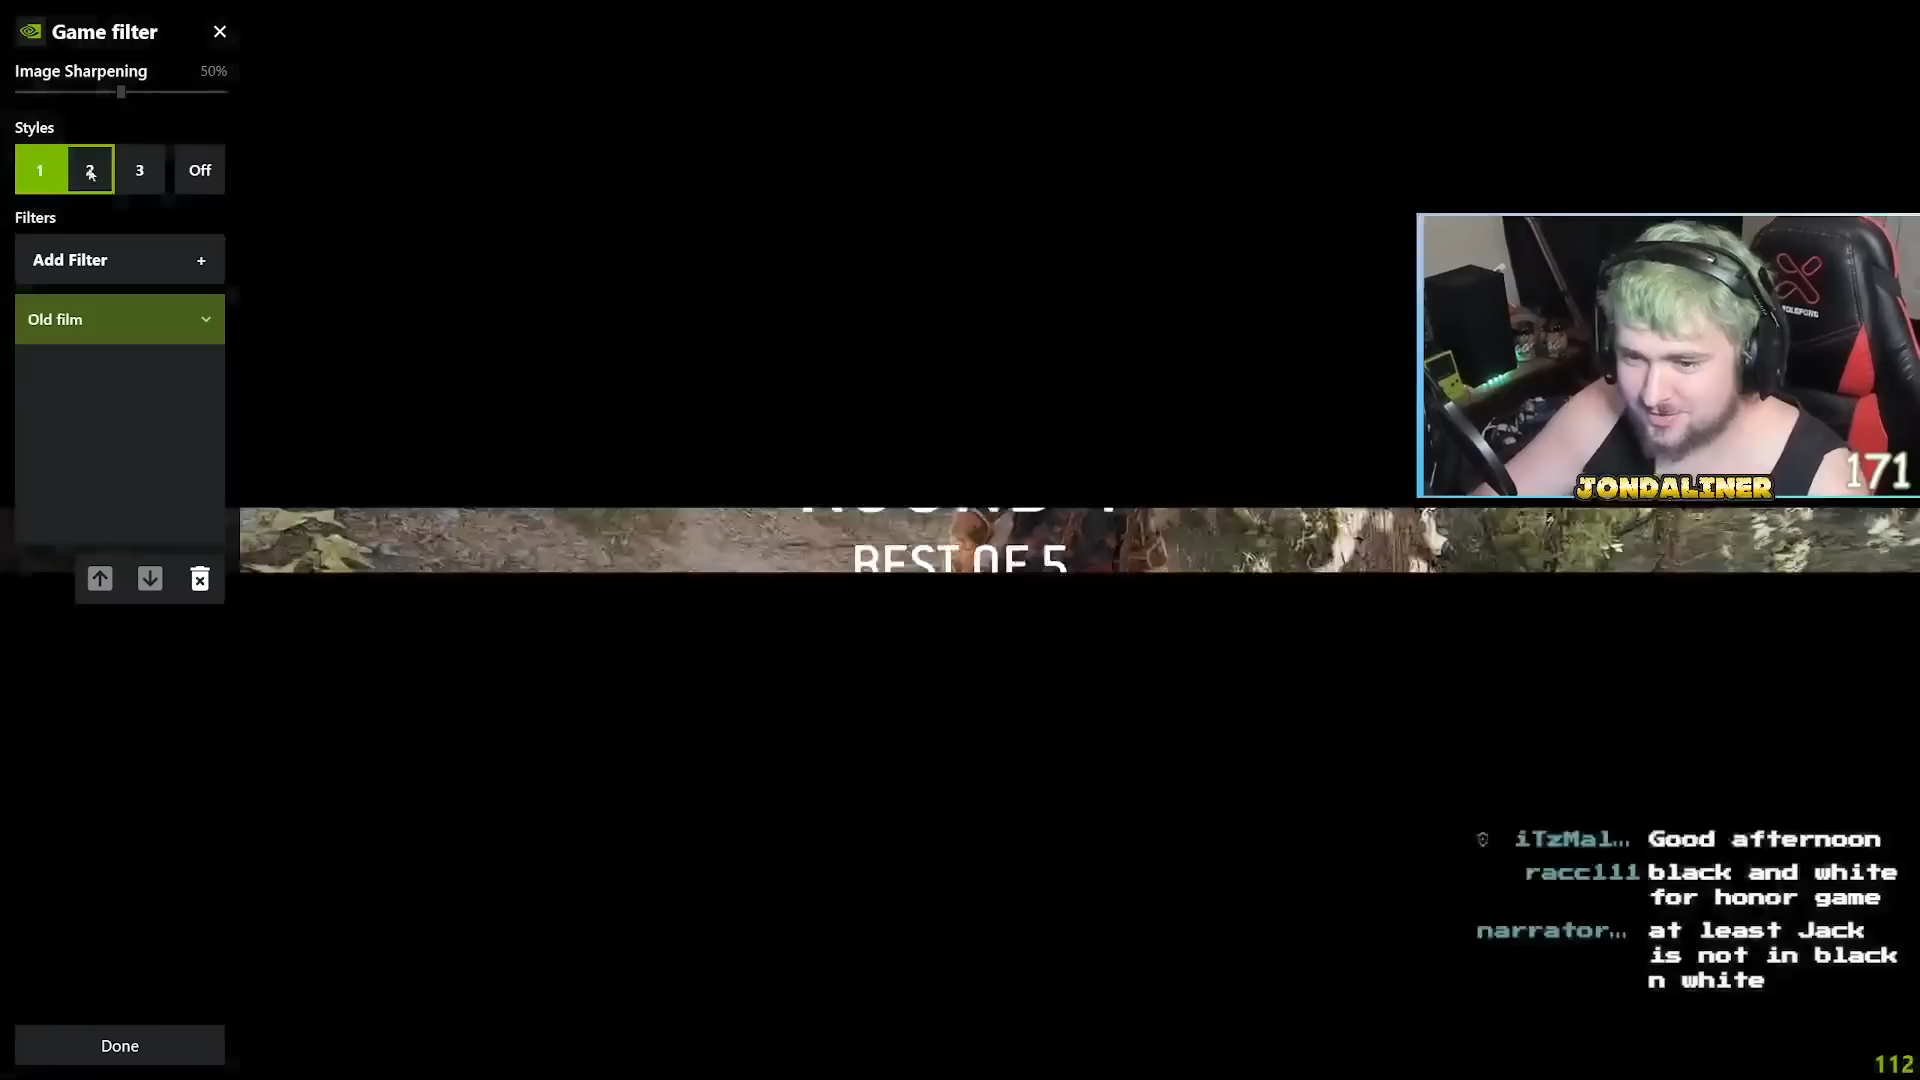 Game filter
Image Sharpening 50%
Styles
1 2 3 Off
Filters
Add Filter +
Old film
BEST OF 5
JONDALINER
171
iTzMal... Good afternoon
racc111 black and white
for honor game
narrator... at least Jack
is not in black
n white
Done
112